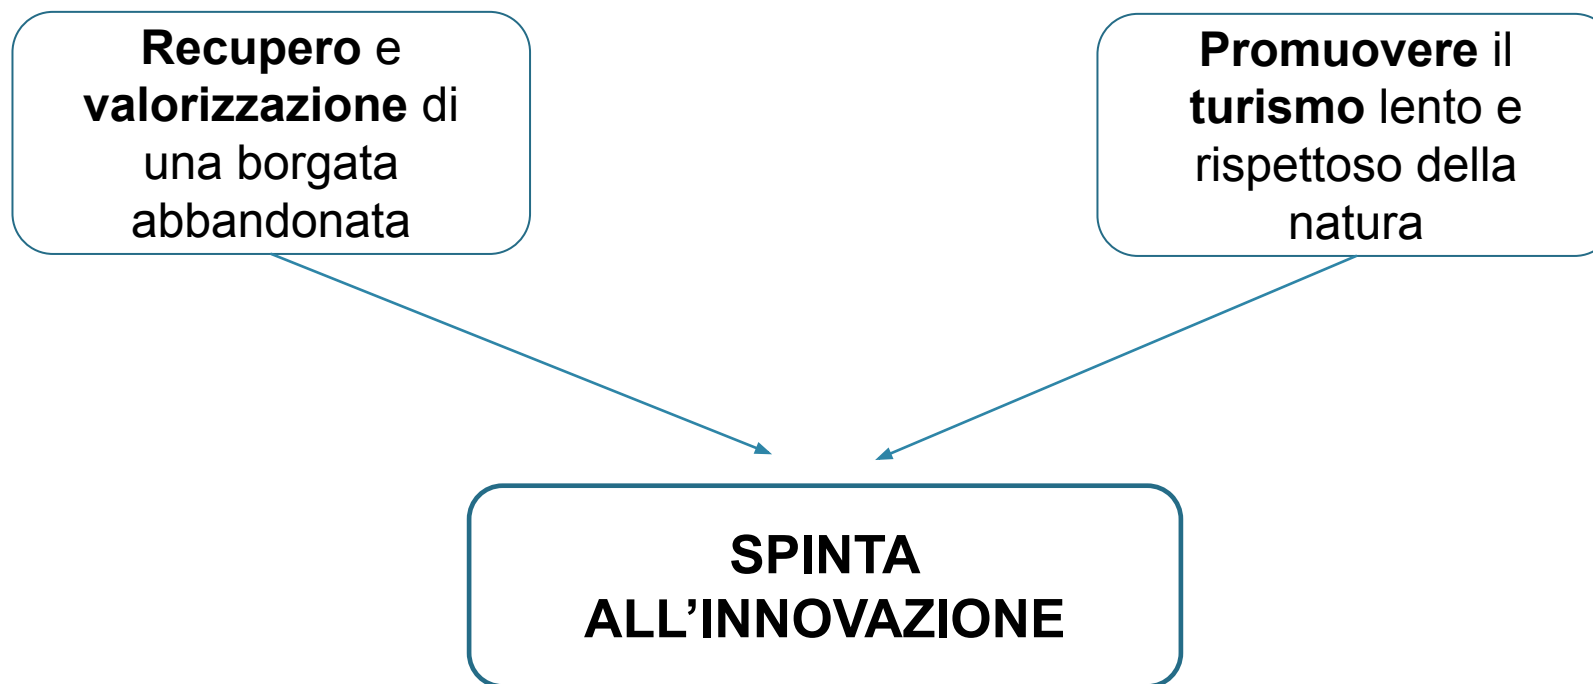 Recupero e
valorizzazione di
una borgata
abbandonata
Promuovere il
turismo lento e
rispettoso della
natura
SPINTA
ALL’INNOVAZIONE